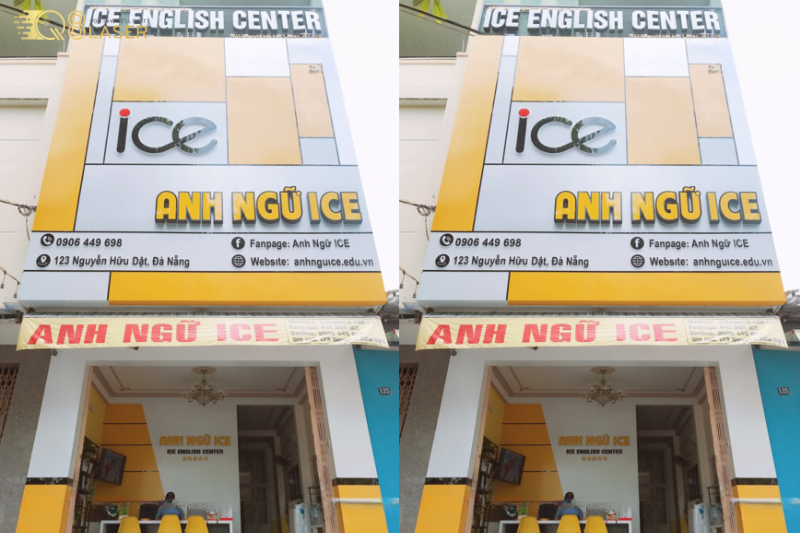 Q8 LASER
ICE ENGLISH CENTER
ice
ANH NGỮ ICE
0906 449 698
Fanpage: Anh Ngữ ICE
123 Nguyễn Hữu Dật, Đà Nẵng
Website: anhnguice.edu.vn
ANH NGỮ ICE
125
ANH NGỮ ICE
ICE ENGLISH CENTER
ICE ENGLISH CENTER
ice
ANH NGỮ ICE
0906 449 698
Fanpage: Anh Ngữ ICE
123 Nguyễn Hữu Dật, Đà Nẵng
Website: anhnguice.edu.vn
ANH NGỮ ICE
125
ANH NGỮ ICE
ICE ENGLISH CENTER